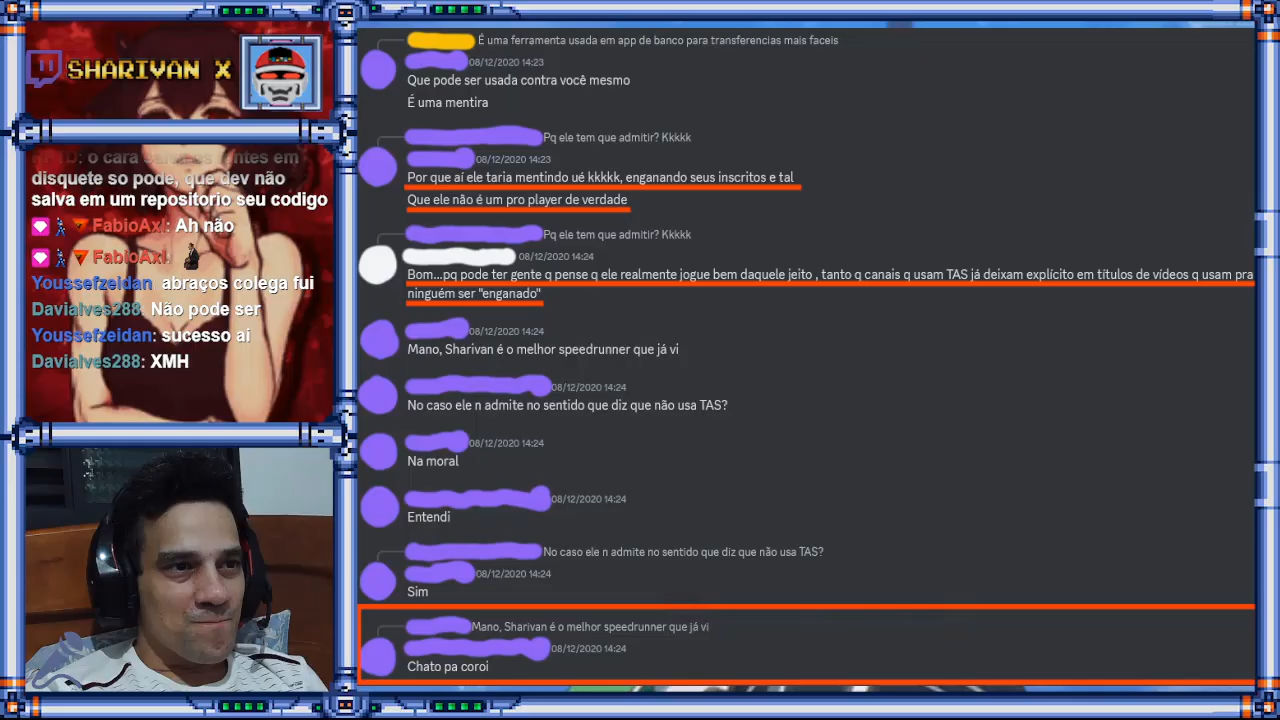 SHARIVAN X
o cara salva os fontes em
disquete so pode, que dev não
salva em um repositorio seu codigo
FabioAxl: Ah não
FabioAxl:
Youssefzeidan: abraços colega fui
Davialves288: Não pode ser
Youssefzeidan: sucesso ai
Davialves288: XMH
É uma ferramenta usada em app de banco para transferencias mais faceis
08/12/2020 14:23
Que pode ser usada contra você mesmo
É uma mentira
Pq ele tem que admitir? Kkkkk
08/12/2020 14:23
Por que aí ele taria mentindo ué kkkkk, enganando seus inscritos e tal
Que ele não é um pro player de verdade
Pq ele tem que admitir? Kkkkk
08/12/2020 14:24
Bom...pq pode ter gente q pense q ele realmente jogue bem daquele jeito , tanto q canais q usam TAS já deixam explícito em títulos de vídeos q usam pra
ninguém ser "enganado"
08/12/2020 14:24
Mano, Sharivan é o melhor speedrunner que já vi
08/12/2020 14:24
No caso ele n admite no sentido que diz que não usa TAS?
08/12/2020 14:24
Na moral
08/12/2020 14:24
Entendi
No caso ele n admite no sentido que diz que não usa TAS?
08/12/2020 14:24
Sim
Mano, Sharivan é o melhor speedrunner que já vi
08/12/2020 14:24
Chato pa coroi